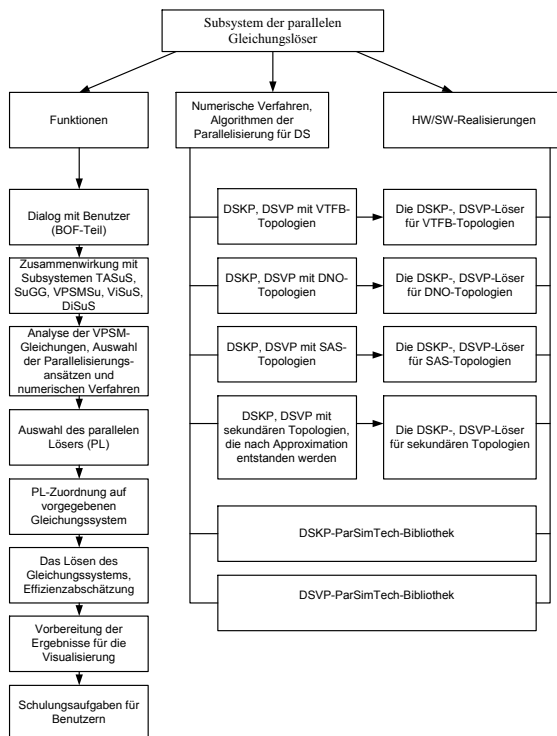 Subsystem der parallelen
Gleichungslöser
Funktionen
Numerische Verfahren,
Algorithmen der
Parallelisierung für DS
HW/SW-Realisierungen
Dialog mit Benutzer
(BOF-Teil)
Zusammenwirkung mit
Subsystemen TASuS,
SuGG, VPSMSu, ViSuS,
DiSuS
Analyse der VPSM-
Gleichungen, Auswahl
der Parallelisierungs-
ansätzen und
numerischen Verfahren
Auswahl des parallelen
Lösers (PL)
PL-Zuordnung auf
vorgegebenen
Gleichungssystem
Das Lösen des
Gleichungssystems,
Effizienzabschätzung
Vorbereitung der
Ergebnisse für die
Visualisierung
Schulungsaufgaben für
Benutzern
DSKP, DSVP mit VTFB-
Topologien
Die DSKP-, DSVP-Löser
für VTFB-Topologien
DSKP, DSVP mit DNO-
Topologien
Die DSKP-, DSVP-Löser
für DNO-Topologien
DSKP, DSVP mit SAS-
Topologien
Die DSKP-, DSVP-Löser
für SAS-Topologien
DSKP, DSVP mit
sekundären Topologien,
die nach Approximation
entstanden werden
Die DSKP-, DSVP-Löser
für sekundären Topologien
DSKP-ParSimTech-Bibliothek
DSVP-ParSimTech-Bibliothek